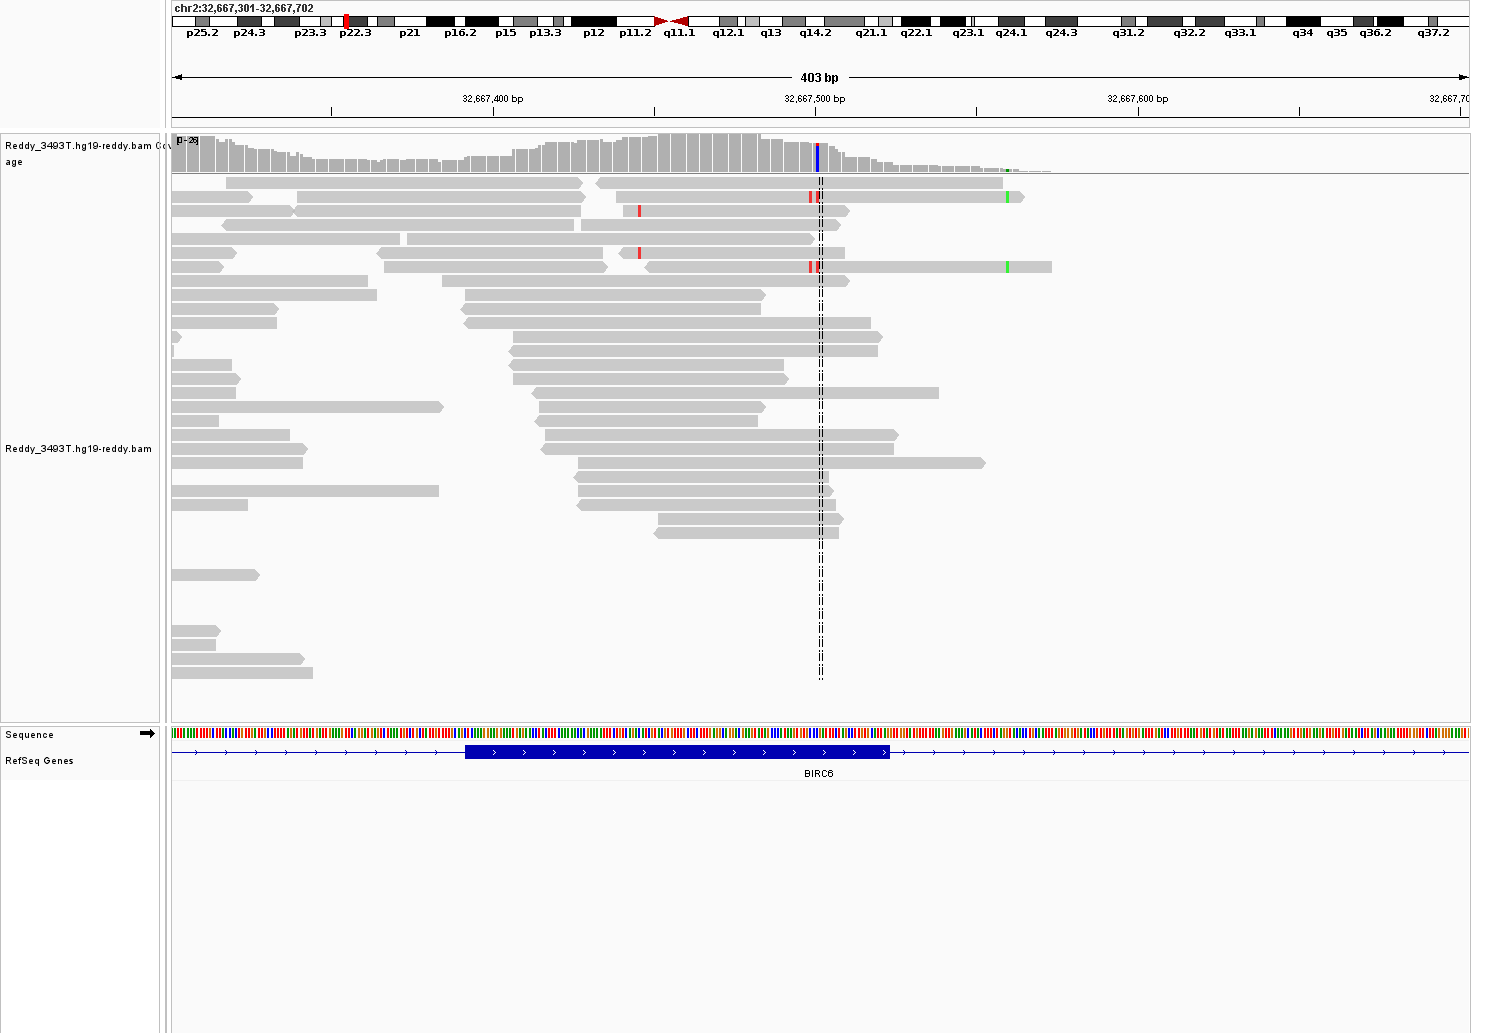 chr2:32,667,301-32,667,702
p25.2 p24.3 p23.3 p22.3 p21 p16.2 p15 p13.3 p12 p11.2 q11.1 q12.1 q13 q14.2 q21.1 q22.1 q23.1 q24.1 q24.3 q31.2 q32.2 q33.1 q34 q35 q36.2 q37.2
403 bp
32,667,400 bp 32,667,500 bp 32,667,600 bp 32,667,70
Reddy_3493T.hg19-reddy.bam Cov
age
[0-26]
Reddy_3493T.hg19-reddy.bam
Sequence
RefSeq Genes
BIRC6